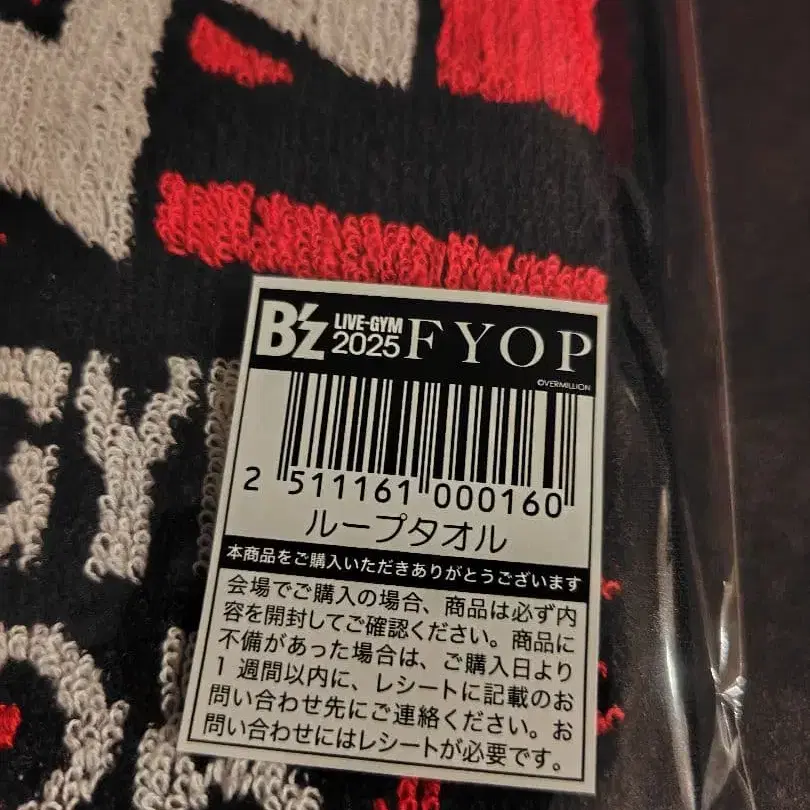 B'z LIVE-GYM 2025 FYOP
©VERMILLION
2 511161 000160
ループタオル
本商品をご購入いただきありがとうございます
会場でご購入の場合、商品は必ず内
容を開封してご確認ください。商品に
不備があった場合は、ご購入日より
1週間以内に、レシートに記載のお
問い合わせ先にご連絡ください。お
問い合わせにはレシートが必要です。
GY